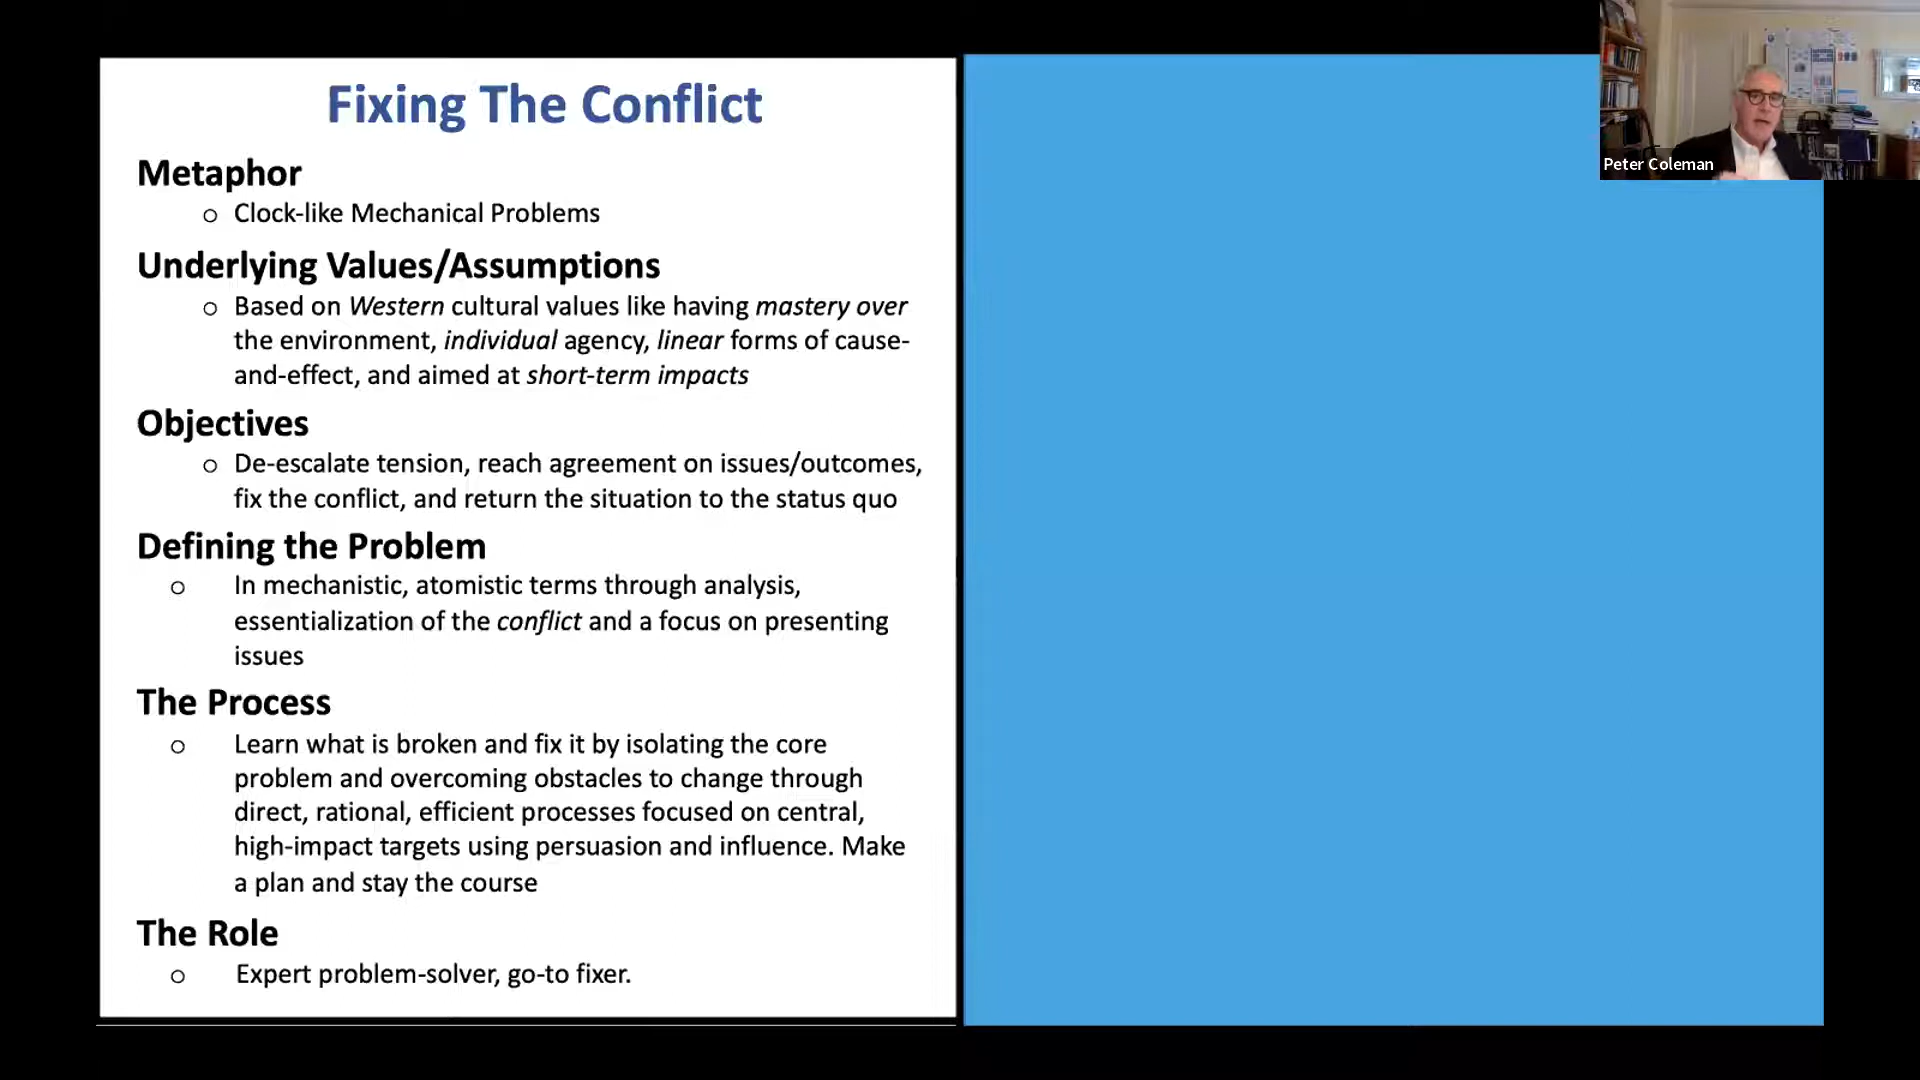 Fixing The Conflict
Metaphor
o Clock-like Mechanical Problems
Underlying Values/Assumptions
o Based on Western cultural values like having mastery over
the environment, individual agency, linear forms of cause-
and-effect, and aimed at short-term impacts
Objectives
o De-escalate tension, reach agreement on issues/outcomes,
fix the conflict, and return the situation to the status quo
Defining the Problem
o In mechanistic, atomistic terms through analysis,
essentialization of the conflict and a focus on presenting
issues
The Process
o Learn what is broken and fix it by isolating the core
problem and overcoming obstacles to change through
direct, rational, efficient processes focused on central,
high-impact targets using persuasion and influence. Make
a plan and stay the course
The Role
o Expert problem-solver, go-to fixer.
Peter Coleman